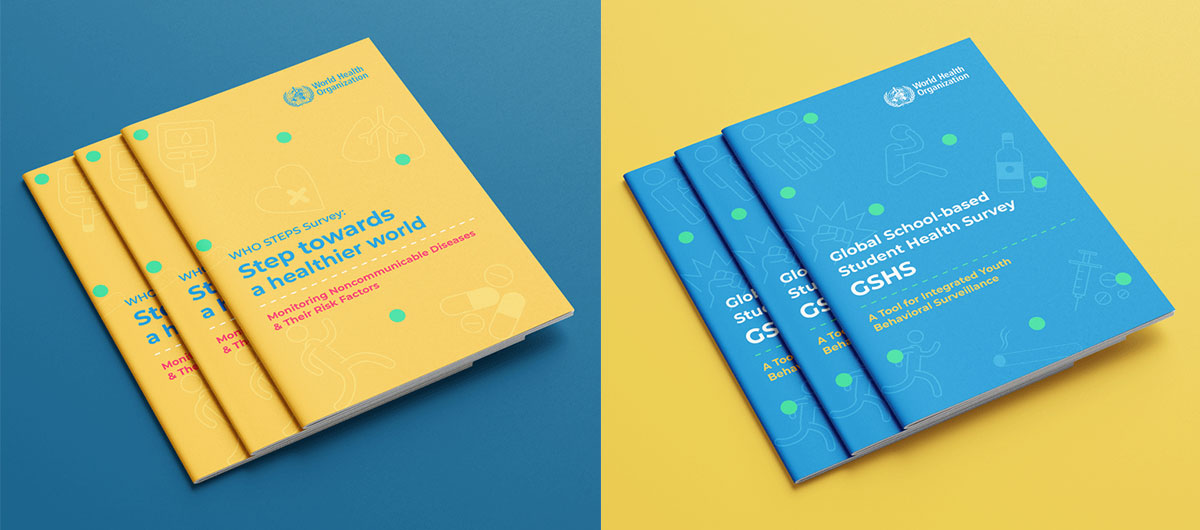 World Health
Organization
WHO STEPS Survey:
Step towards
a healthier world
Monitoring Noncommunicable Diseases
& Their Risk Factors
World Health
Organization
Global School-based
Student Health Survey
GSHS
A Tool for Integrated Youth
Behavioral Surveillance